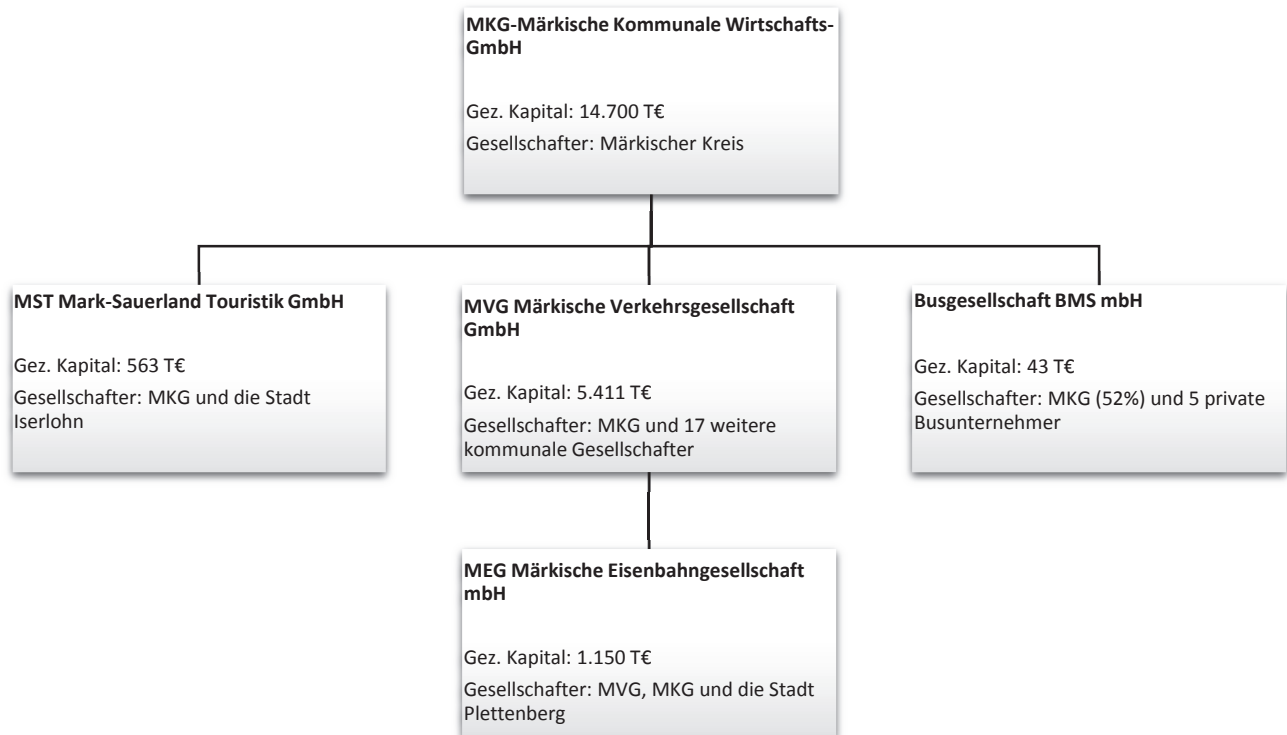 MKG-Märkische Kommunale Wirtschafts-
GmbH
Gez. Kapital: 14.700 T€
Gesellschafter: Märkischer Kreis
MST Mark-Sauerland Touristik GmbH
Gez. Kapital: 563 T€
Gesellschafter: MKG und die Stadt
Iserlohn
MVG Märkische Verkehrsgesellschaft
GmbH
Gez. Kapital: 5.411 T€
Gesellschafter: MKG und 17 weitere
kommunale Gesellschafter
Busgesellschaft BMS mbH
Gez. Kapital: 43 T€
Gesellschafter: MKG (52%) und 5 private
Busunternehmer
MEG Märkische Eisenbahngesellschaft
mbH
Gez. Kapital: 1.150 T€
Gesellschafter: MVG, MKG und die Stadt
Plettenberg